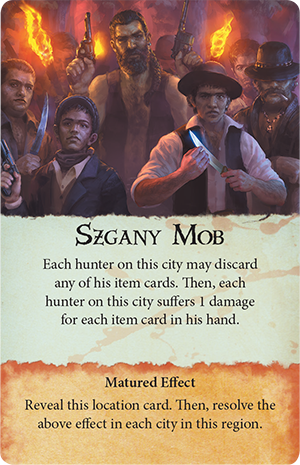 Szgany Mob
Each hunter on this city may discard
any of his item cards. Then, each
hunter on this city suffers 1 damage
for each item card in his hand.
Matured Effect
Reveal this location card. Then, resolve the
above effect in each city in this region.